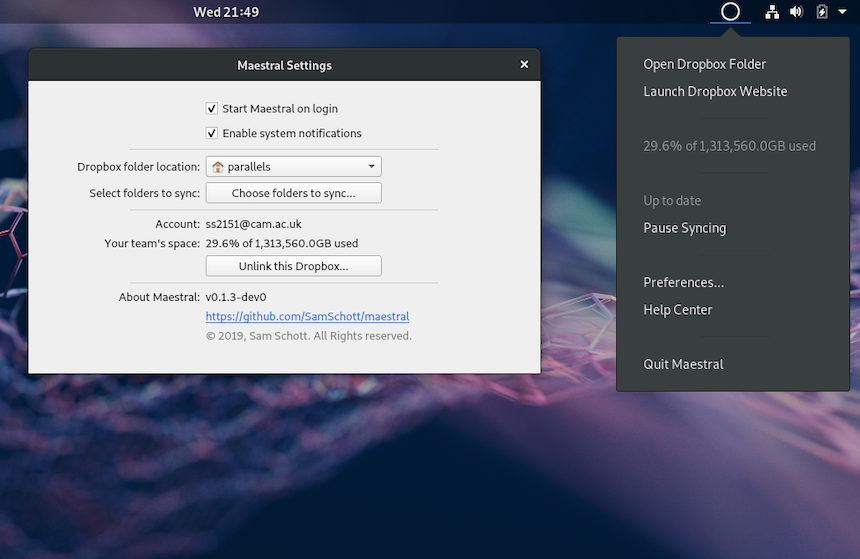 Wed 21:49
Maestral Settings
Start Maestral on login
Enable system notifications
Dropbox folder location: parallels
Select folders to sync: Choose folders to sync...
Account: ss2151@cam.ac.uk
Your team's space: 29.6% of 1,313,560.0GB used
Unlink this Dropbox...
About Maestral: v0.1.3-dev0
https://github.com/SamSchott/maestral
© 2019, Sam Schott. All Rights reserved.
Open Dropbox Folder
Launch Dropbox Website
29.6% of 1,313,560.0GB used
Up to date
Pause Syncing
Preferences...
Help Center
Quit Maestral